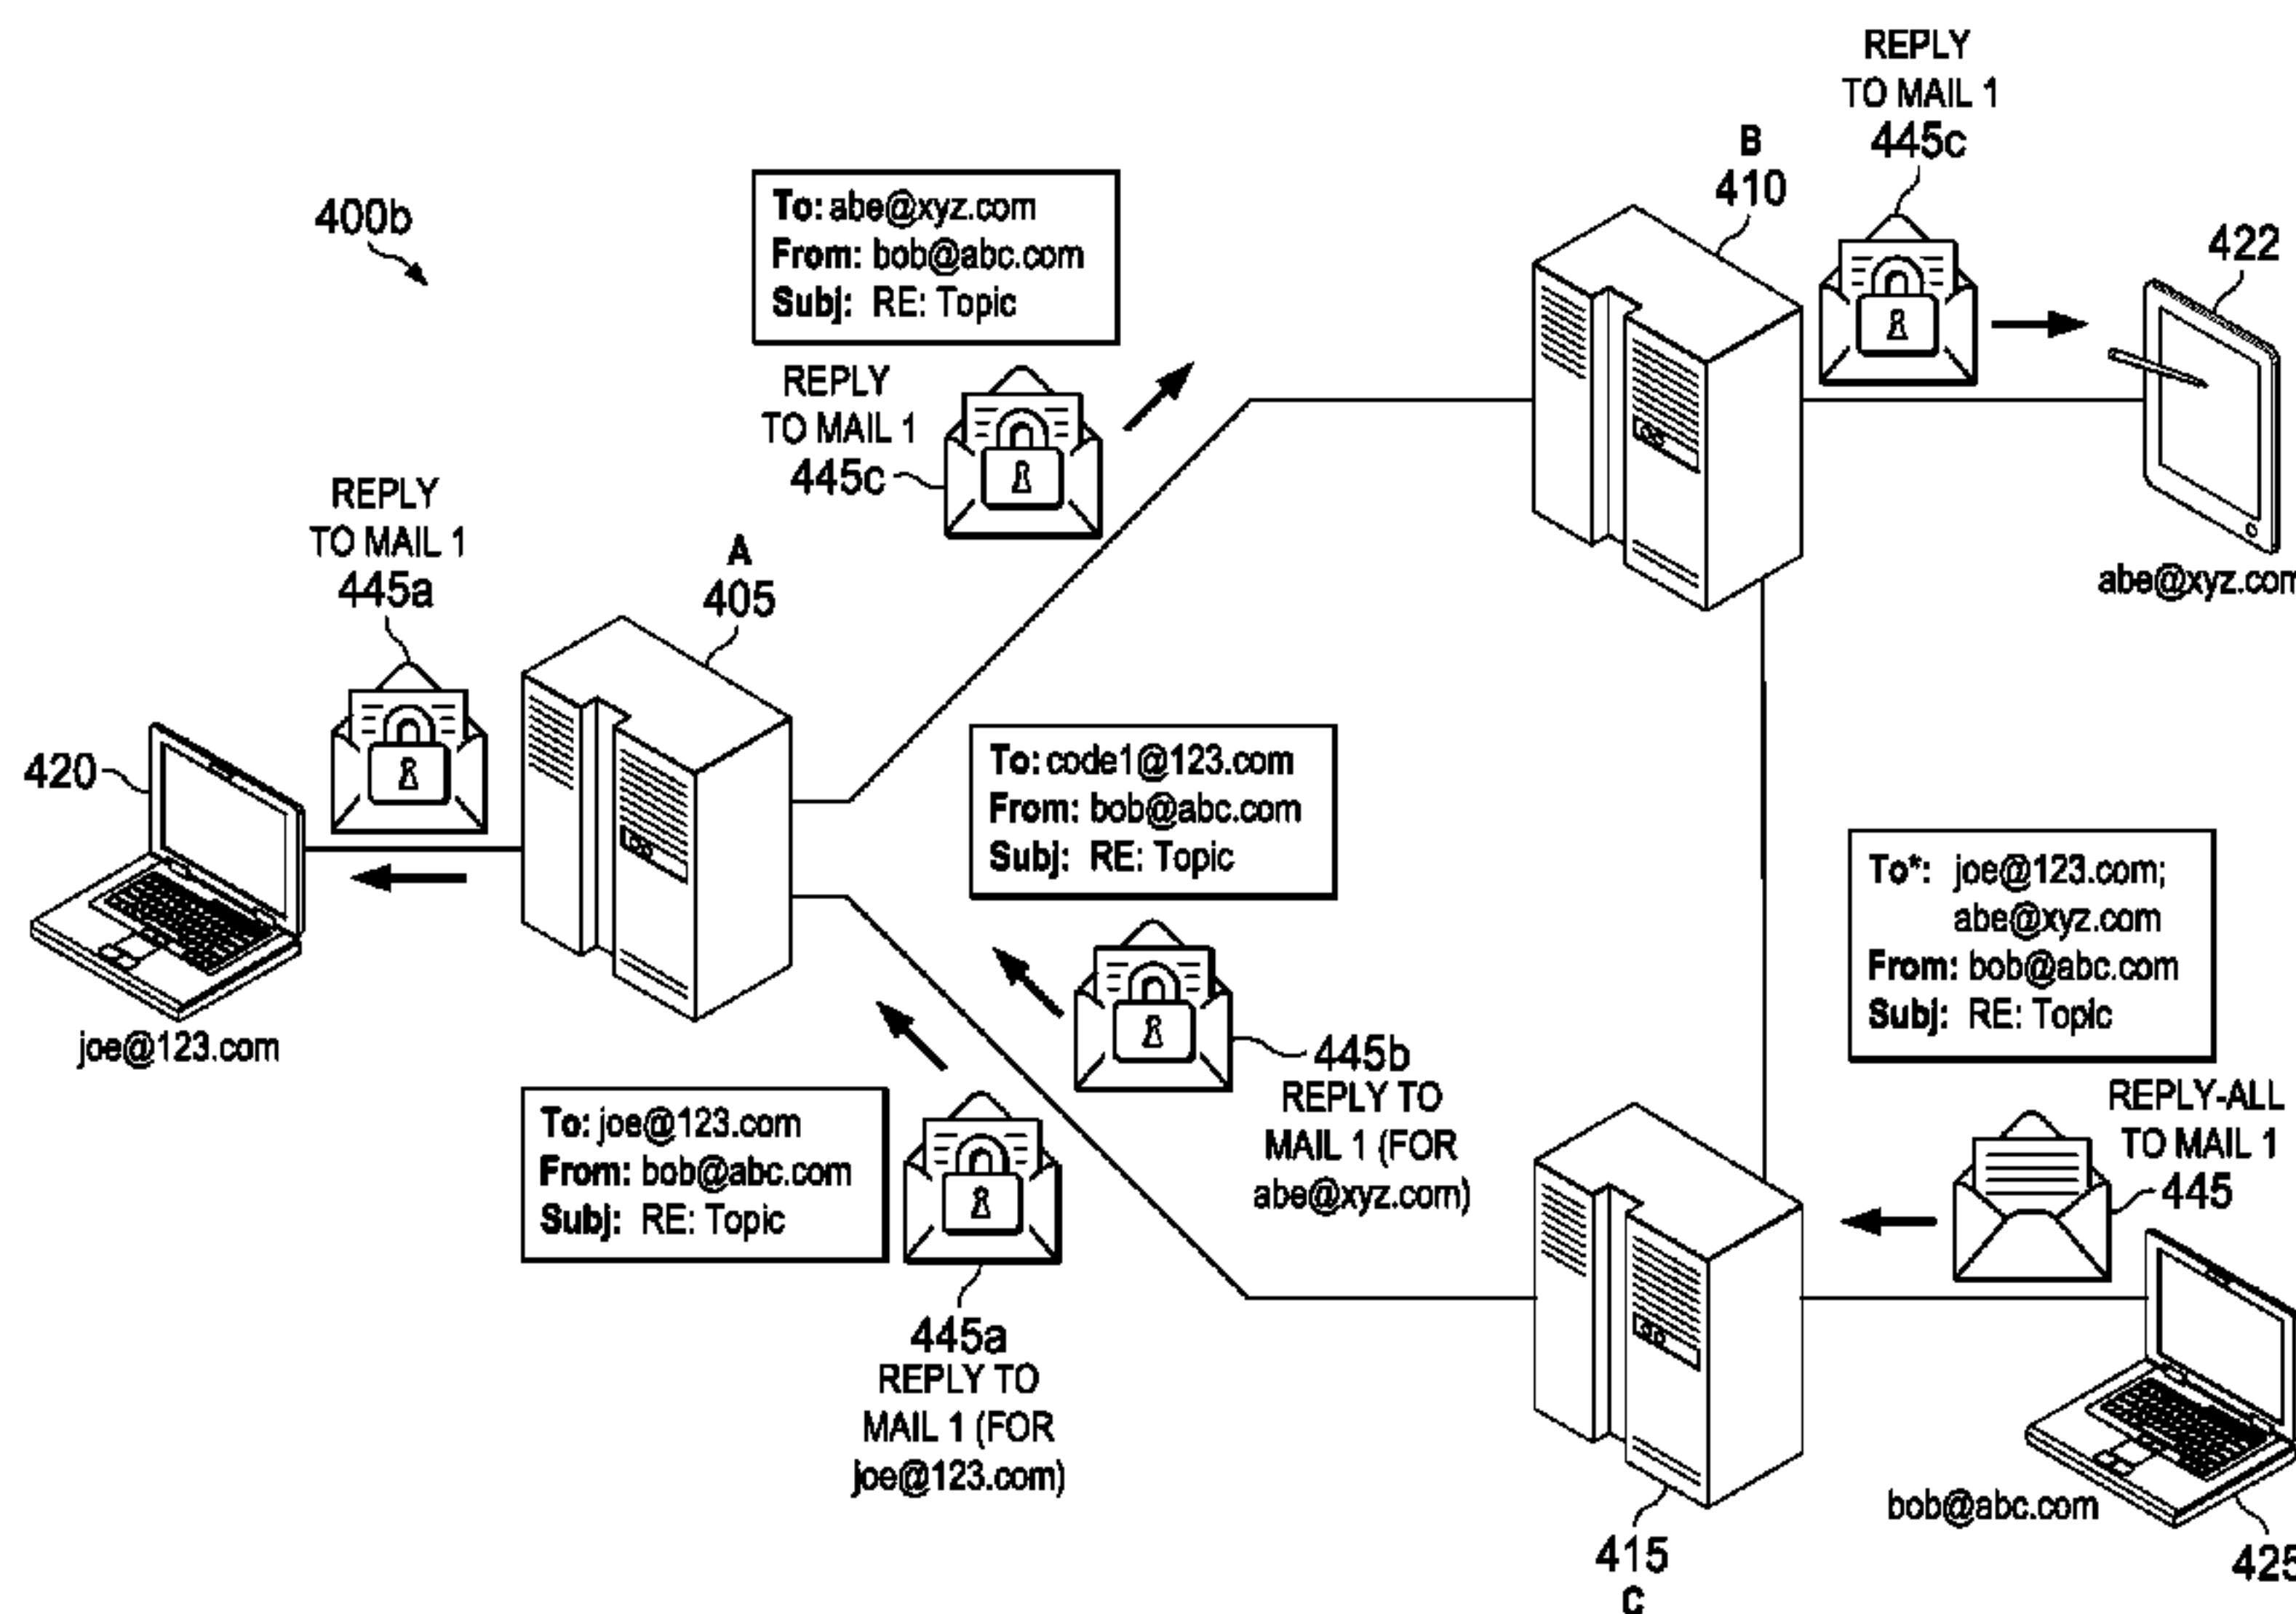 REPLY
TO MAIL 1
445c
B
410
422
400b
To: abe@xyz.com
From: bob@abc.com
Subj: RE: Topic
REPLY
TO MAIL 1
445c
abe@xyz.com
REPLY
TO MAIL 1
445a
A
405
420
joe@123.com
To: code1@123.com
From: bob@abc.com
Subj: RE: Topic
To*: joe@123.com;
abe@xyz.com
From: bob@abc.com
Subj: RE: Topic
445b
REPLY TO
MAIL 1 (FOR
abe@xyz.com)
REPLY-ALL
TO MAIL 1
445
To: joe@123.com
From: bob@abc.com
Subj: RE: Topic
445a
REPLY TO
MAIL 1 (FOR
joe@123.com)
bob@abc.com
425
415
C